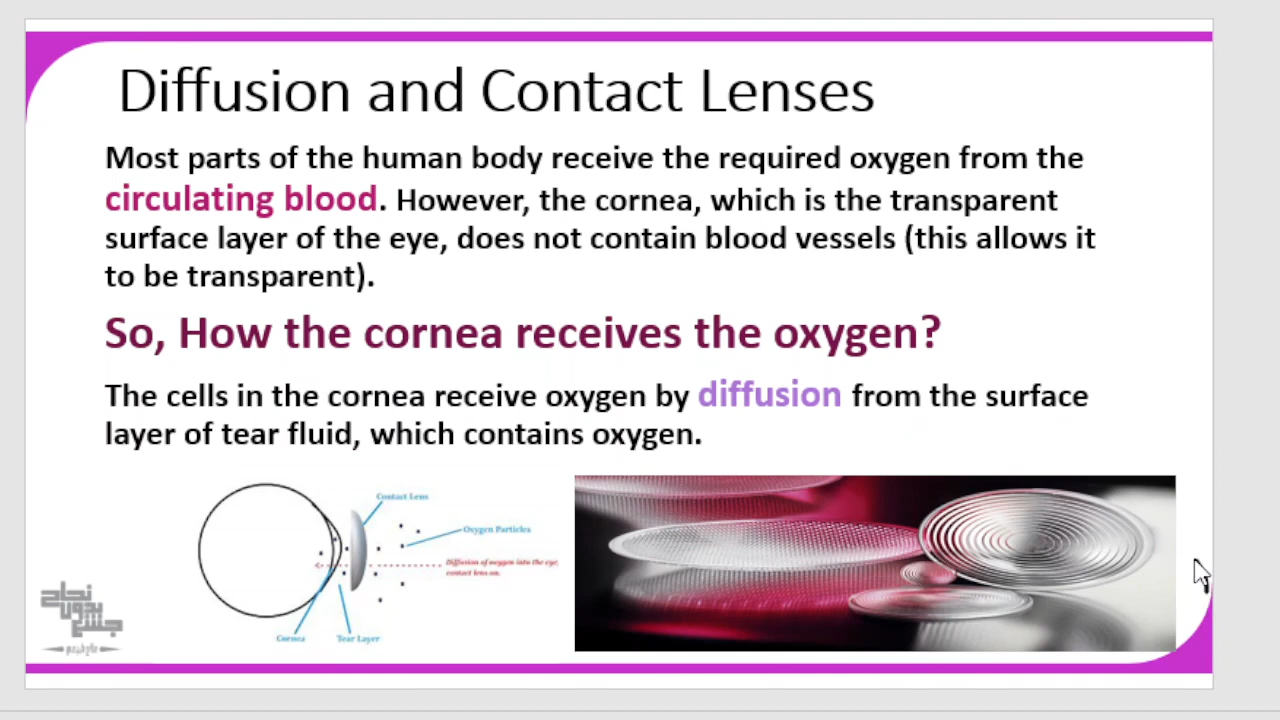 Diffusion and Contact Lenses
Most parts of the human body receive the required oxygen from the
circulating blood. However, the cornea, which is the transparent
surface layer of the eye, does not contain blood vessels (this allows it
to be transparent).
So, How the cornea receives the oxygen?
The cells in the cornea receive oxygen by diffusion from the surface
layer of tear fluid, which contains oxygen.
Contact Lens
Oxygen Particles
Diffusion of oxygen into the eye,
contact lens on.
Cornea
Tear Layer
نجاح
بدون
جشع